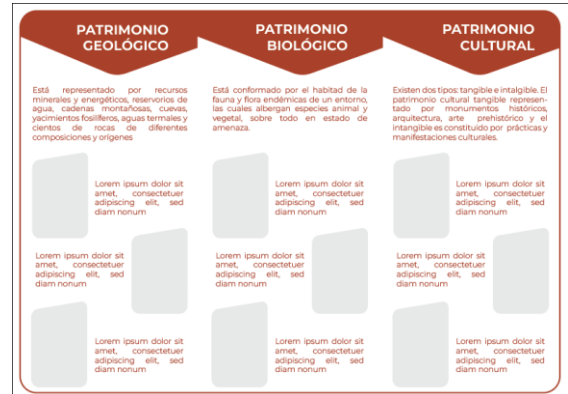 PATRIMONIO
GEOLÓGICO
Está representado por recursos
minerales y energéticos, reservorios de
agua, cadenas montañosas, cuevas,
yacimientos fosilíferos, aguas termales y
cientos de rocas de diferentes
composiciones y orígenes
Lorem ipsum dolor sit
amet, consectetuer
adipiscing elit, sed
diam nonum
Lorem ipsum dolor sit
amet, consectetuer
adipiscing elit, sed
diam nonum
Lorem ipsum dolor sit
amet, consectetuer
adipiscing elit, sed
diam nonum
PATRIMONIO
BIOLÓGICO
Está conformado por el habitad de la
fauna y flora endémicas de un entorno,
las cuales albergan especies animal y
vegetal, sobre todo en estado de
amenaza.
Lorem ipsum dolor sit
amet, consectetuer
adipiscing elit, sed
diam nonum
Lorem ipsum dolor sit
amet, consectetuer
adipiscing elit, sed
diam nonum
Lorem ipsum dolor sit
amet, consectetuer
adipiscing elit, sed
diam nonum
PATRIMONIO
CULTURAL
Existen dos tipos: tangible e intalgible. El
patrimonio cultural tangible represen-
tado por monumentos históricos,
arquitectura, arte prehistórico y el
intangible es constituido por prácticas y
manifestaciones culturales.
Lorem ipsum dolor sit
amet, consectetuer
adipiscing elit, sed
diam nonum
Lorem ipsum dolor sit
amet, consectetuer
adipiscing elit, sed
diam nonum
Lorem ipsum dolor sit
amet, consectetuer
adipiscing elit, sed
diam nonum